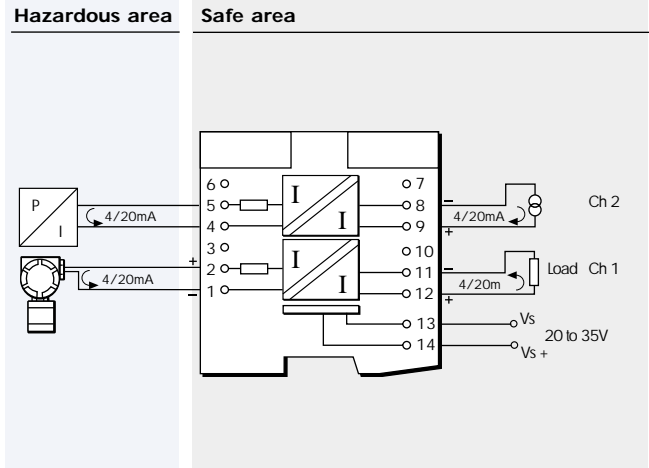 Hazardous area
Safe area
6
I
7
P
I
4/20mA
5
I
8
–
4/20mA
Ch 2
4
9
+
3
I
10
+
4/20mA
2
I
11
–
4/20m
Load Ch 1
–
1
12
+
13
Vs
20 to 35V
14
Vs +